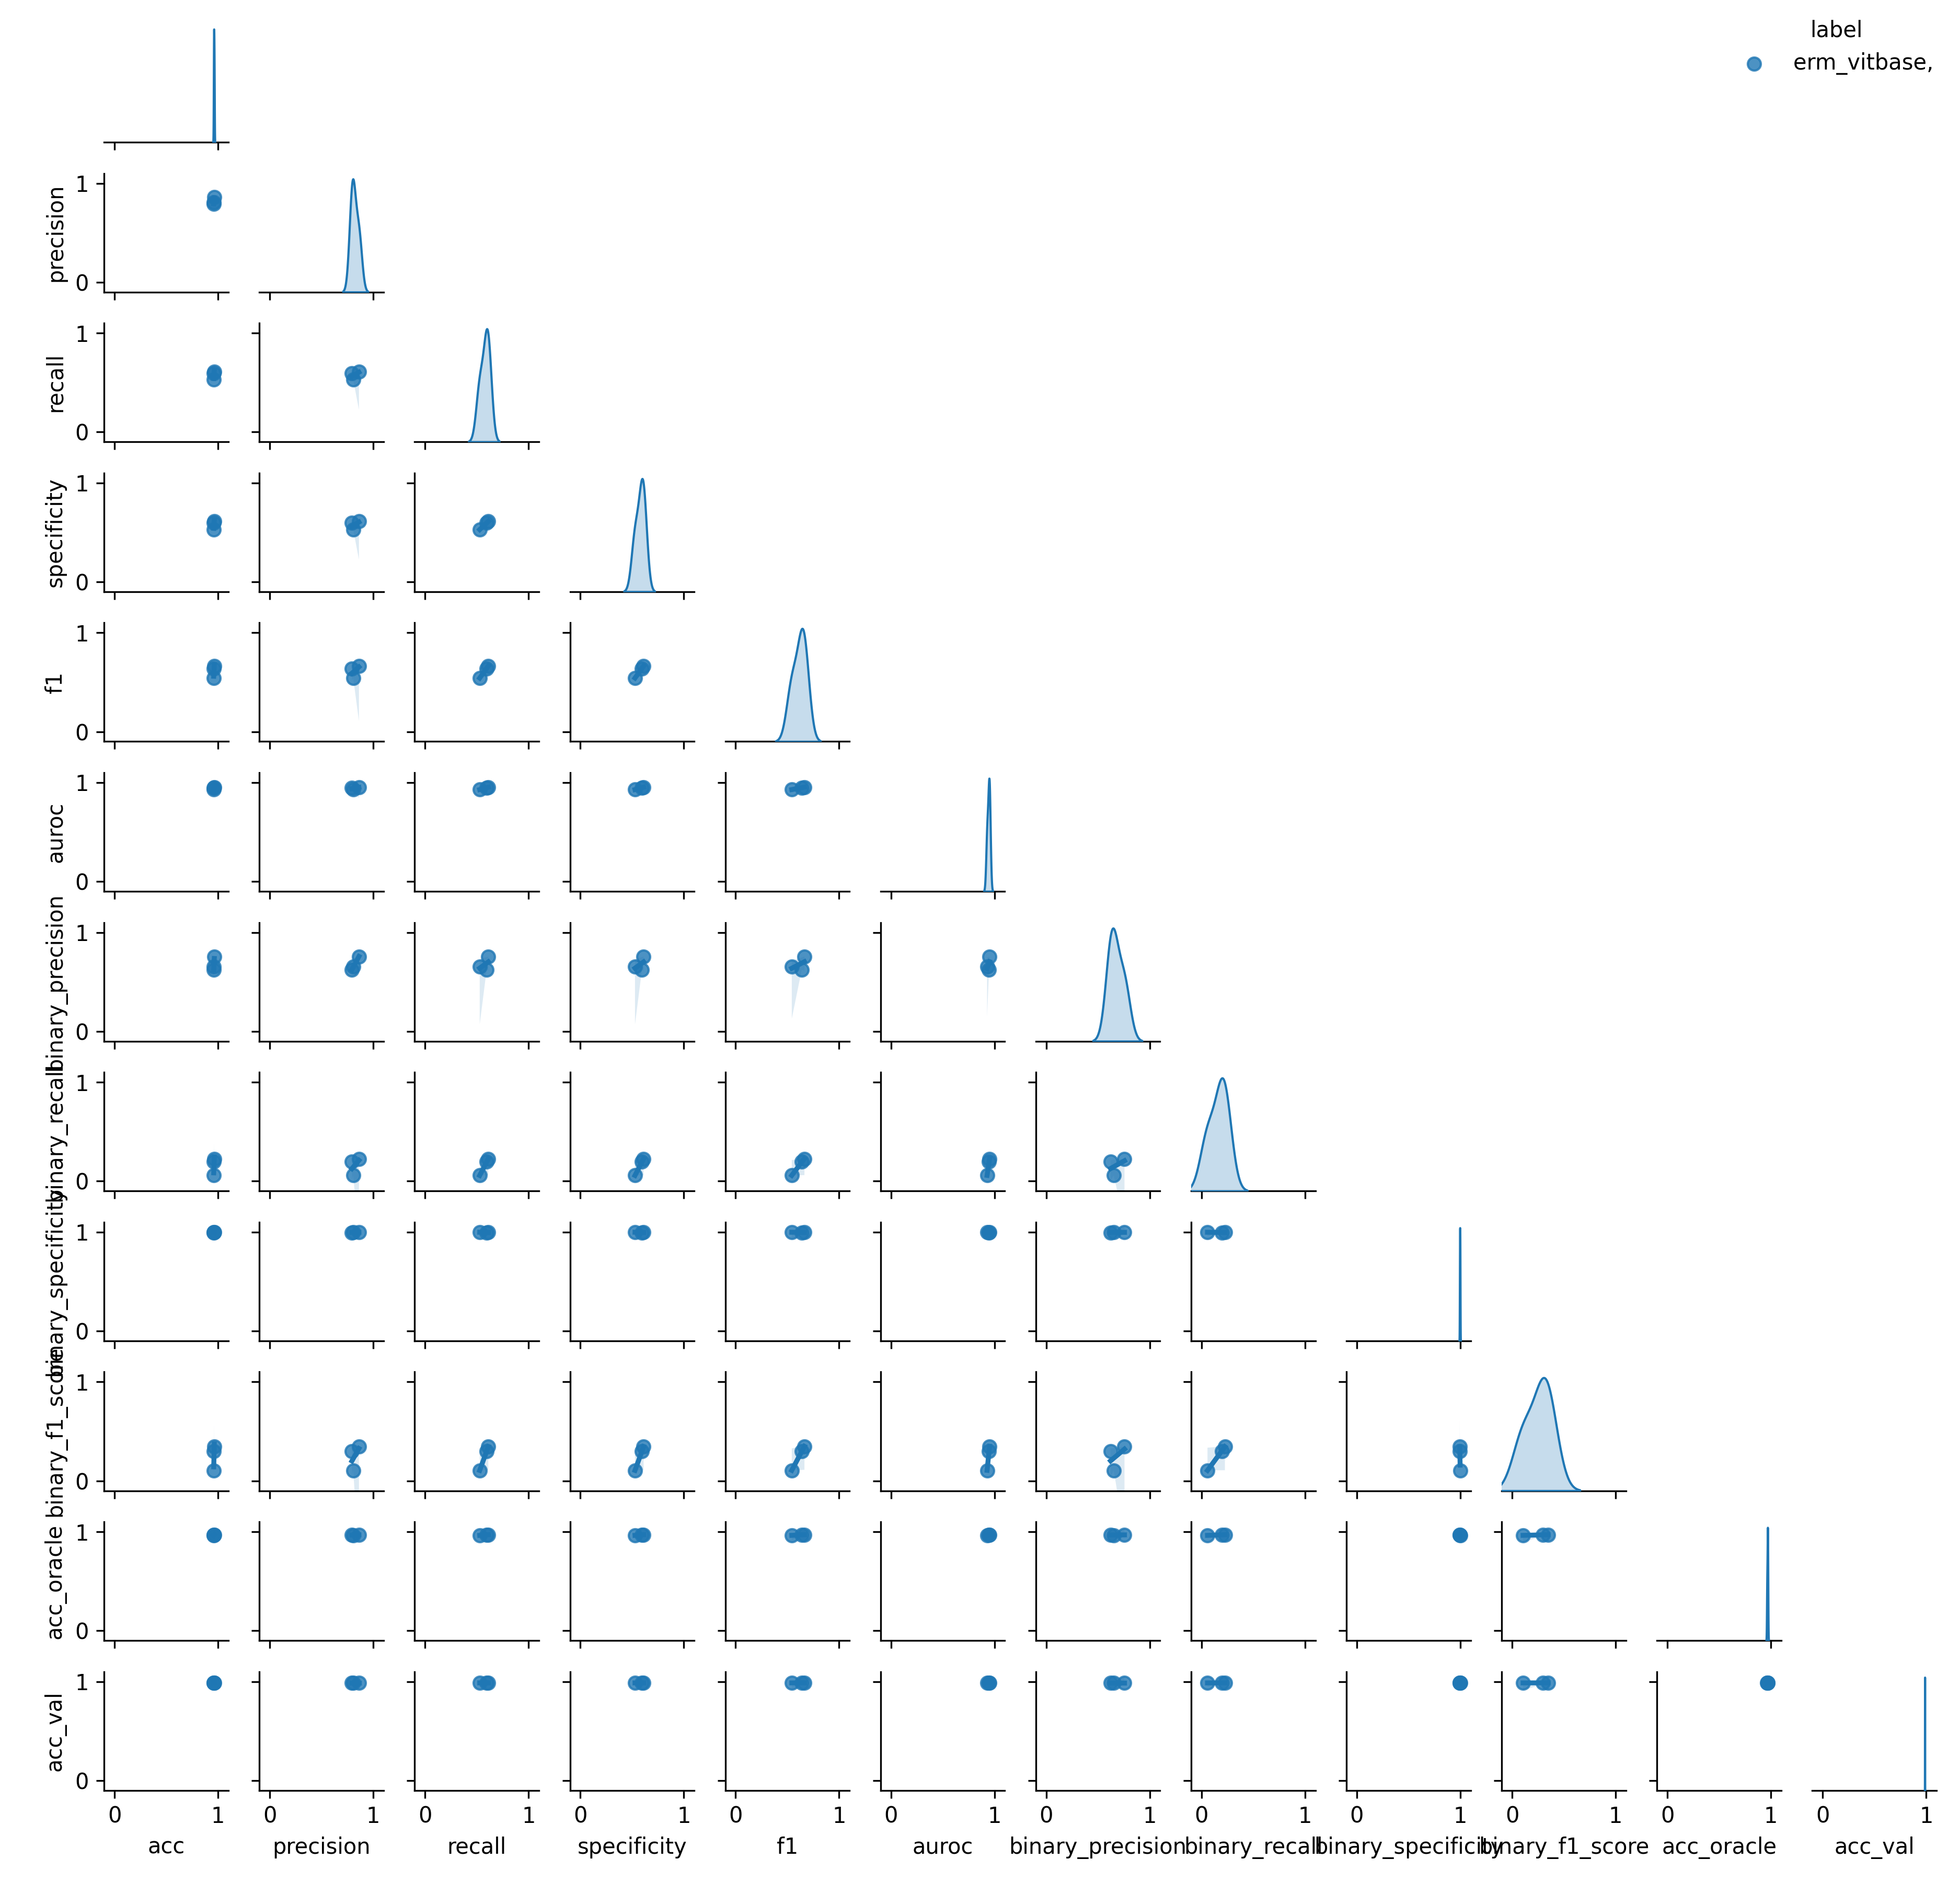 label
erm_vitbase,
precision
1
0
recall
1
0
specificity
1
0
f1
1
0
auroc
1
0
binary_precision
1
0
binary_recall
1
0
binary_specificity
1
0
binary_f1_score
1
0
acc_oracle
1
0
acc_val
1
0
0 1 0 1 0 1 0 1 0 1 0 1 0 1 0 1 0 1 0 1 0 1 0 1
acc precision recall specificity f1 auroc binary_precision binary_recall binary_specificity binary_f1_score acc_oracle acc_val